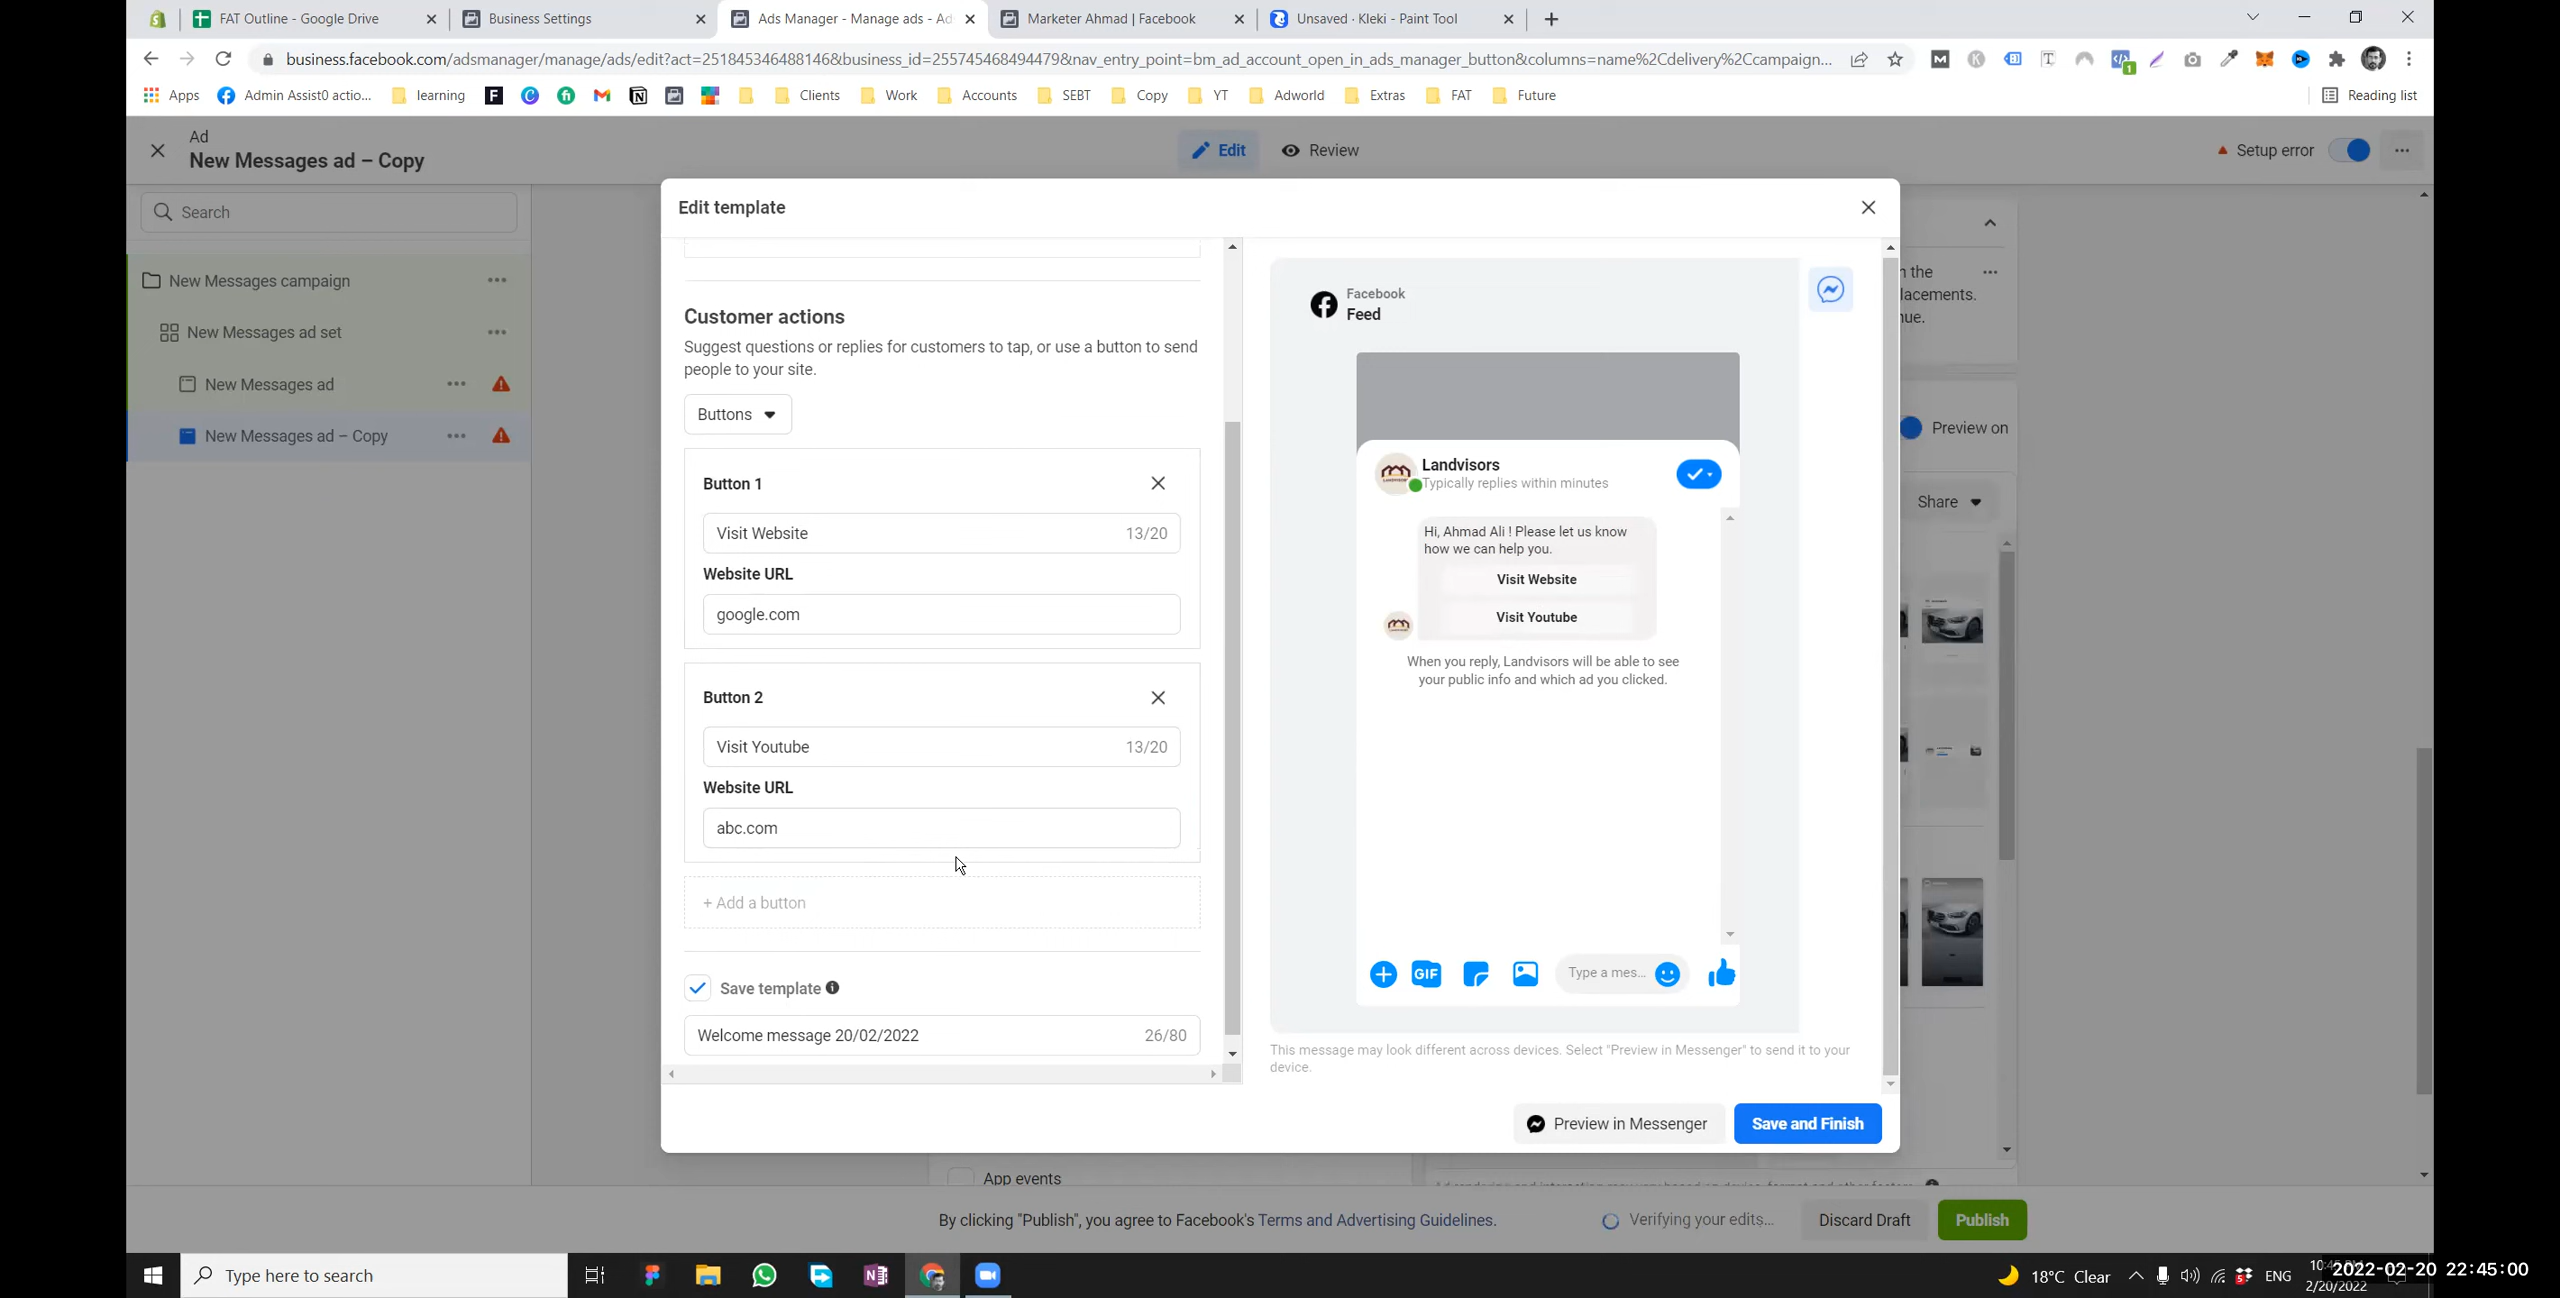 FAT Outline - Google Drive
Business Settings
Ads Manager - Manage ads - Ad
Marketer Ahmad | Facebook
Unsaved · Kleki - Paint Tool
business.facebook.com/adsmanager/manage/ads/edit?act=251845346488146&business_id=255745468494479&nav_entry_point=bm_ad_account_open_in_ads_manager_button&columns=name%2Cdelivery%2Ccampaign...
Apps
Admin Assist0 actio...
learning
Clients
Work
Accounts
SEBT
Copy
YT
Adworld
Extras
FAT
Future
Reading list
Ad
New Messages ad – Copy
Edit
Review
Setup error
Search
New Messages campaign
New Messages ad set
New Messages ad
New Messages ad – Copy
Edit template
Customer actions
Suggest questions or replies for customers to tap, or use a button to send
people to your site.
Buttons
Button 1
Visit Website 13/20
Website URL
google.com
Button 2
Visit Youtube 13/20
Website URL
abc.com
+ Add a button
Save template
Welcome message 20/02/2022 26/80
Facebook
Feed
Landvisors
Typically replies within minutes
Hi, Ahmad Ali ! Please let us know
how we can help you.
Visit Website
Visit Youtube
When you reply, Landvisors will be able to see
your public info and which ad you clicked.
GIF
Type a mes...
This message may look different across devices. Select "Preview in Messenger" to send it to your
device.
Preview in Messenger
Save and Finish
n the
lacements.
nue.
Preview on
Share
App events
By clicking "Publish", you agree to Facebook's Terms and Advertising Guidelines.
Verifying your edits...
Discard Draft
Publish
Type here to search
18°C Clear
ENG
2/20/2022
2022-02-20 22:45:00